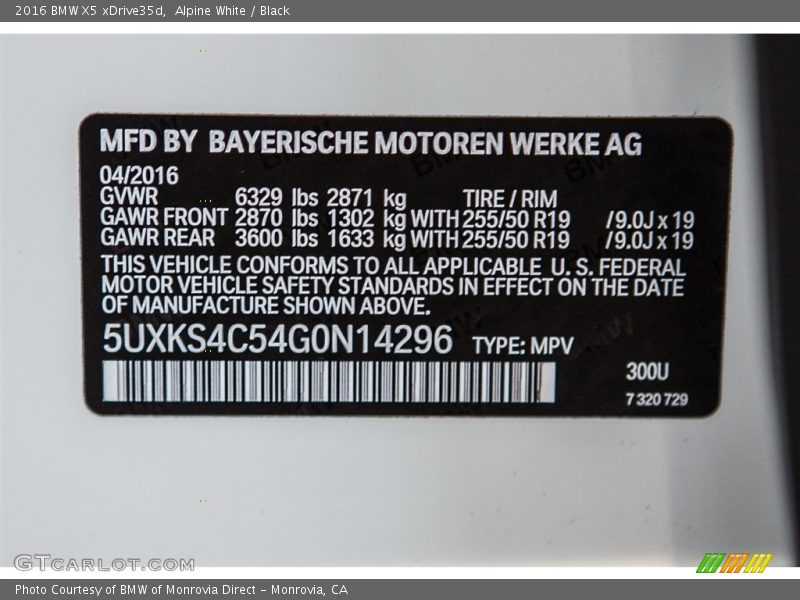 2016 BMW X5 xDrive35d, Alpine White / Black
MFD BY BAYERISCHE MOTOREN WERKE AG
04/2016
GVWR 6329 lbs 2871 kg TIRE / RIM
GAWR FRONT 2870 lbs 1302 kg WITH 255/50 R19 /9.0J x 19
GAWR REAR 3600 lbs 1633 kg WITH 255/50 R19 /9.0J x 19
THIS VEHICLE CONFORMS TO ALL APPLICABLE U. S. FEDERAL
MOTOR VEHICLE SAFETY STANDARDS IN EFFECT ON THE DATE
OF MANUFACTURE SHOWN ABOVE.
5UXKS4C54G0N14296 TYPE: MPV
300U
7 320 729
GTCARLOT.COM
Photo Courtesy of BMW of Monrovia Direct – Monrovia, CA